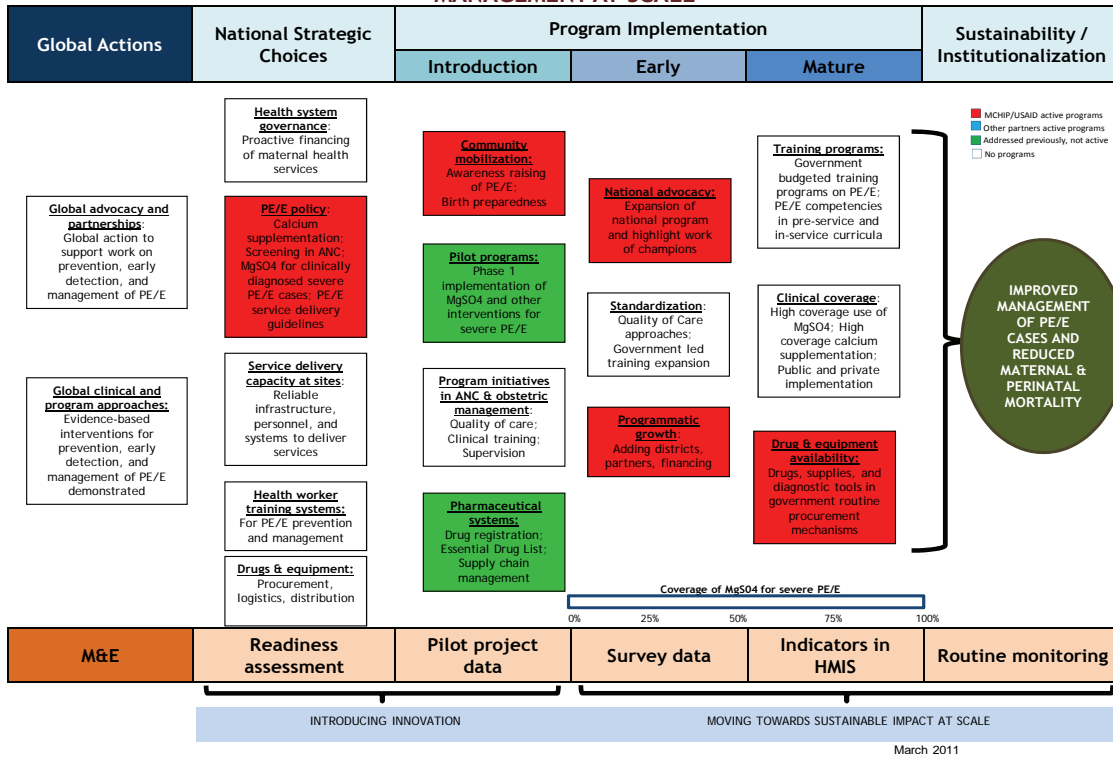 MANAGEMENT AT SCALE
Global Actions
National Strategic
Choices
Program Implementation
Introduction
Early
Mature
Sustainability /
Institutionalization
MCHIP/USAID active programs
Other partners active programs
Addressed previously, not active
No programs
Global advocacy and
partnerships:
Global action to
support work on
prevention, early
detection, and
management of PE/E
Global clinical and
program approaches:
Evidence-based
interventions for
prevention, early
detection, and
management of PE/E
demonstrated
Health system
governance:
Proactive financing
of maternal health
services
PE/E policy:
Calcium
supplementation;
Screening in ANC;
MgSO4 for clinically
diagnosed severe
PE/E cases; PE/E
service delivery
guidelines
Service delivery
capacity at sites:
Reliable
infrastructure,
personnel, and
systems to deliver
services
Health worker
training systems:
For PE/E prevention
and management
Drugs & equipment:
Procurement,
logistics, distribution
Community
mobilization:
Awareness raising
of PE/E;
Birth preparedness
Pilot programs:
Phase 1
implementation of
MgSO4 and other
interventions for
severe PE/E
Program initiatives
in ANC & obstetric
management:
Quality of care;
Clinical training;
Supervision
Pharmaceutical
systems:
Drug registration;
Essential Drug List;
Supply chain
management
National advocacy:
Expansion of
national program
and highlight work
of champions
Standardization:
Quality of Care
approaches;
Government led
training expansion
Programmatic
growth:
Adding districts,
partners, financing
Training programs:
Government
budgeted training
programs on PE/E;
PE/E competencies
in pre-service and
in-service curricula
Clinical coverage:
High coverage use of
MgSO4; High
coverage calcium
supplementation;
Public and private
implementation
Drug & equipment
availability:
Drugs, supplies, and
diagnostic tools in
government routine
procurement
mechanisms
IMPROVED
MANAGEMENT
OF PE/E
CASES AND
REDUCED
MATERNAL &
PERINATAL
MORTALITY
Coverage of MgS04 for severe PE/E
0% 25% 50% 75% 100%
M&E
Readiness
assessment
Pilot project
data
Survey data
Indicators in
HMIS
Routine monitoring
INTRODUCING INNOVATION
MOVING TOWARDS SUSTAINABLE IMPACT AT SCALE
March 2011